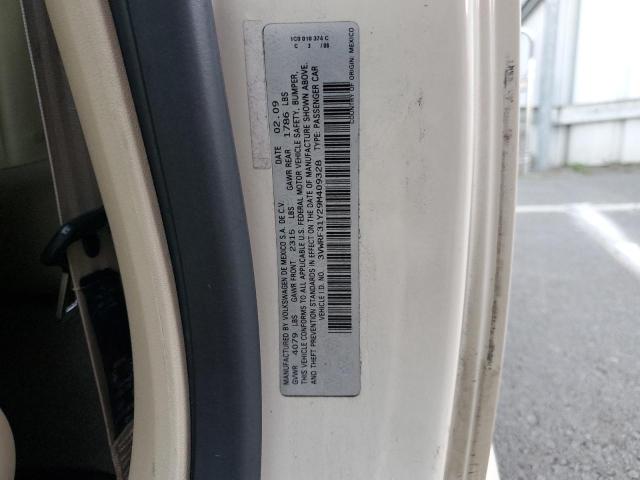 1C0 010 374 C
C 3 /06
MANUFACTURED BY VOLKSWAGEN DE MEXICO S.A. DE C.V. DATE 02.09
GVWR 4079 LBS GAWR FRONT 2315 LBS GAWR REAR 1786 LBS
THIS VEHICLE CONFORMS TO ALL APPLICABLE U.S. FEDERAL MOTOR VEHICLE SAFETY, BUMPER,
AND THEFT PREVENTION STANDARDS IN EFFECT ON THE DATE OF MANUFACTURE SHOWN ABOVE.
VEHICLE I.D. NO. 3VWRF31Y29M409328 TYPE: PASSENGER CAR
COUNTRY OF ORIGIN: MEXICO